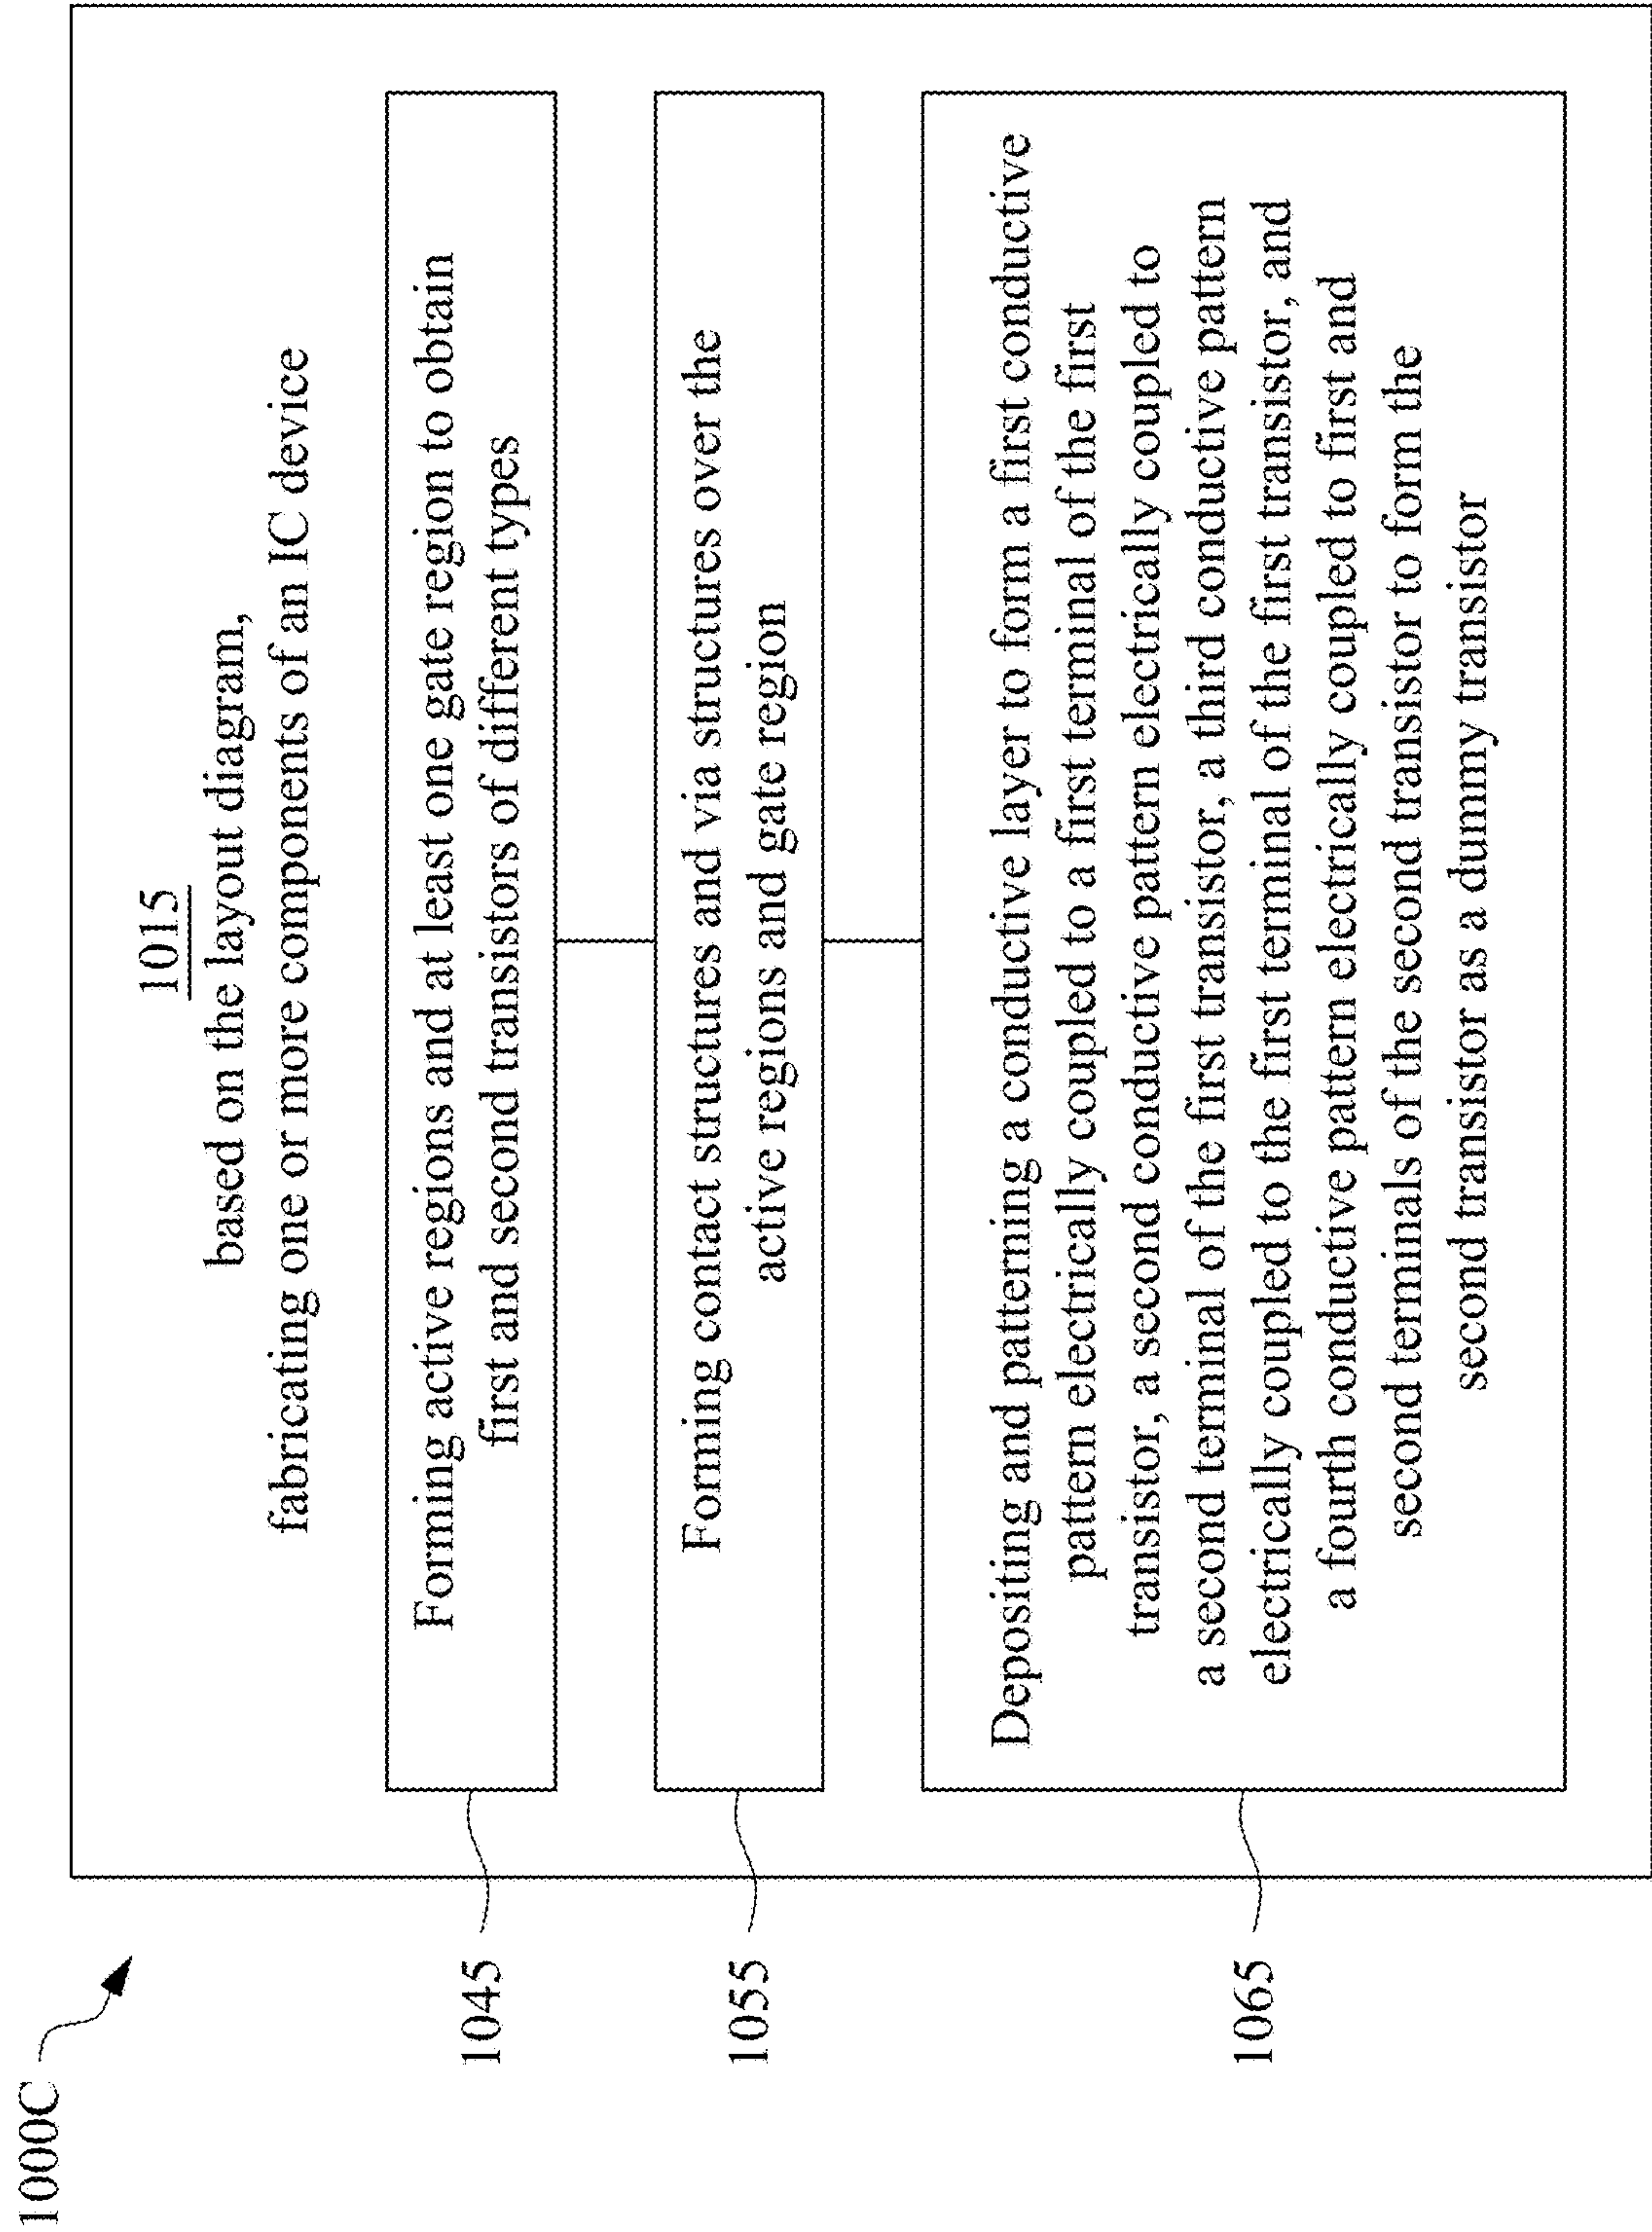 1000C
1015
based on the layout diagram,
fabricating one or more components of an IC device
1045
Forming active regions and at least one gate region to obtain
first and second transistors of different types
1055
Forming contact structures and via structures over the
active regions and gate region
1065
Depositing and patterning a conductive layer to form a first conductive
pattern electrically coupled to a first terminal of the first
transistor, a second conductive pattern electrically coupled to
a second terminal of the first transistor, a third conductive pattern
electrically coupled to the first terminal of the first transistor, and
a fourth conductive pattern electrically coupled to first and
second terminals of the second transistor to form the
second transistor as a dummy transistor